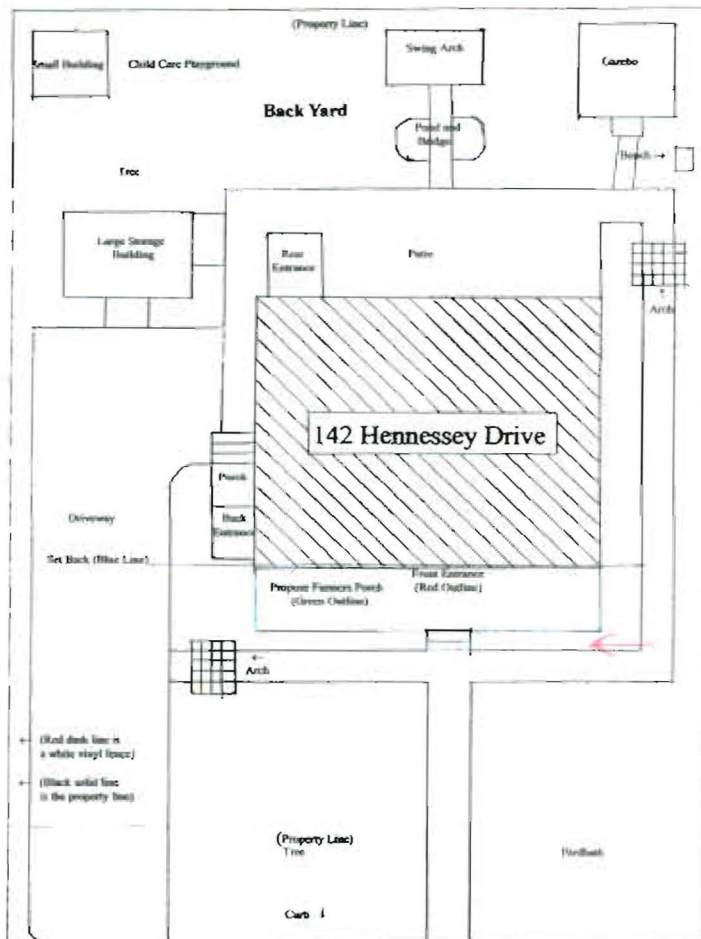 (Property Line)
Small Building
Child Care Playground
Swing Arch
Gazebo
Back Yard
Pond and
Bridge
Bench →
Tree
Large Storage
Building
Rear
Entrance
Patio
↑
Arch
142 Hennessey Drive
Porch
Driveway
Back
Entrance
Set Back (Blue Line)
Propose Farmers Porch
(Green Outline)
Front Entrance
(Red Outline)
←
Arch
← (Red dash line is
a white vinyl fence)
← (Black solid line
is the property line)
(Property Line)
Tree
Birdbath
Curb ↓